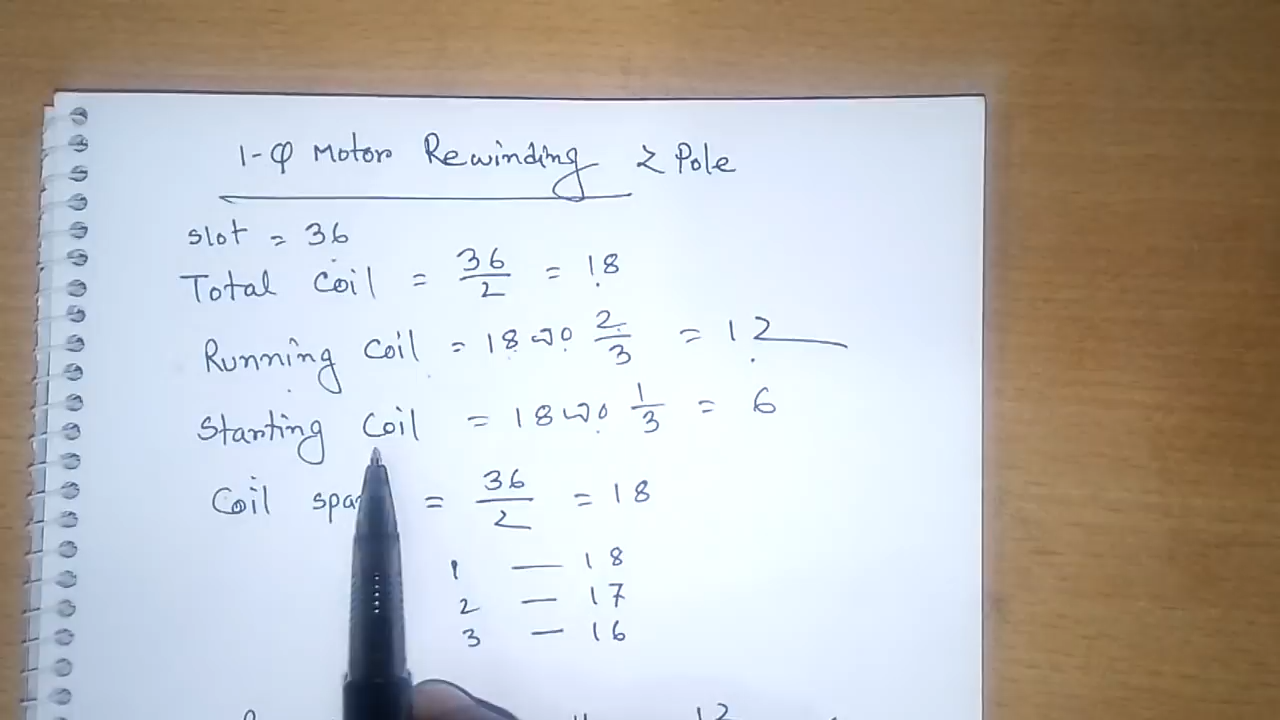 1-φ Motor Rewinding 2 Pole
Slot = 36
Total Coil = 36/2 = 18
Running Coil = 18 का 2/3 = 12
Starting Coil = 18 का 1/3 = 6
Coil = 36/2 = 18
1 — 18
2 — 17
3 — 16
12